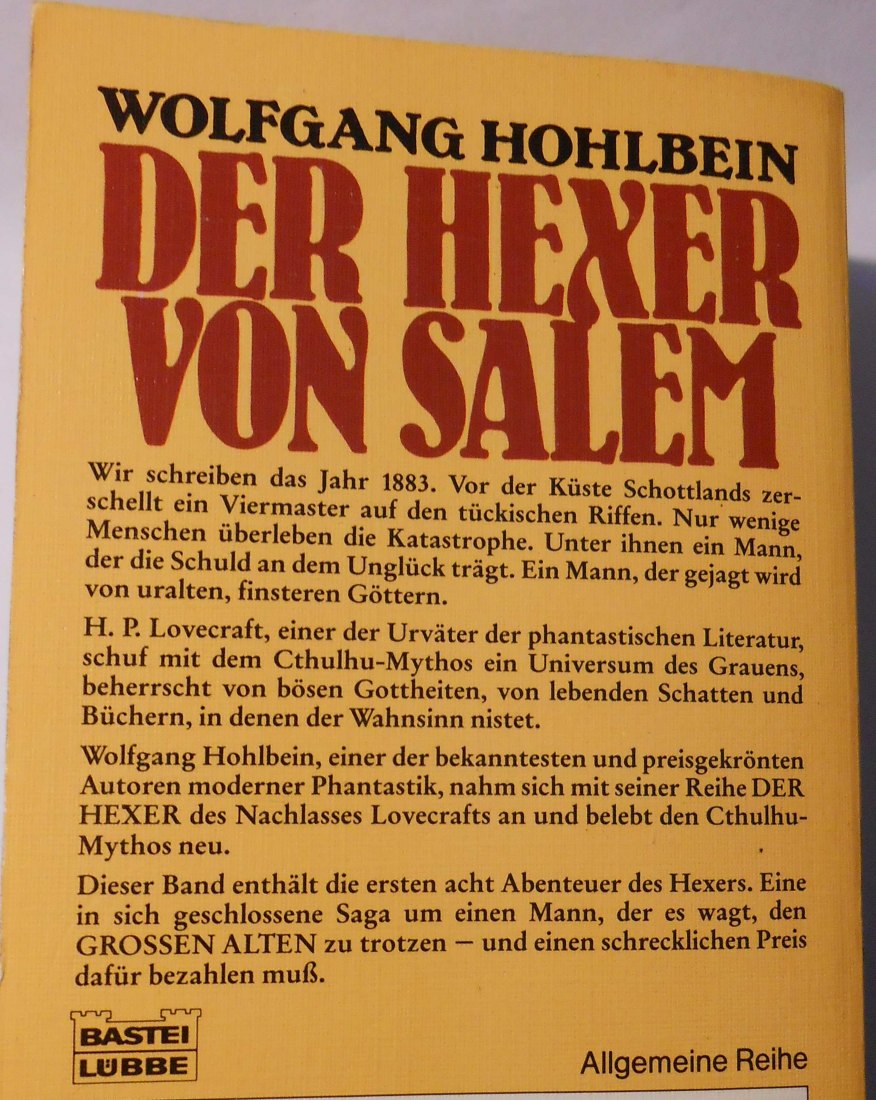 WOLFGANG HOHLBEIN
DER HEXER
VON SALEM
Wir schreiben das Jahr 1883. Vor der Küste Schottlands zer-
schellt ein Viermaster auf den tückischen Riffen. Nur wenige
Menschen überleben die Katastrophe. Unter ihnen ein Mann,
der die Schuld an dem Unglück trägt. Ein Mann, der gejagt wird
von uralten, finsteren Göttern.
H. P. Lovecraft, einer der Urväter der phantastischen Literatur,
schuf mit dem Cthulhu-Mythos ein Universum des Grauens,
beherrscht von bösen Gottheiten, von lebenden Schatten und
Büchern, in denen der Wahnsinn nistet.
Wolfgang Hohlbein, einer der bekanntesten und preisgekrönten
Autoren moderner Phantastik, nahm sich mit seiner Reihe DER
HEXER des Nachlasses Lovecrafts an und belebt den Cthulhu-
Mythos neu.
Dieser Band enthält die ersten acht Abenteuer des Hexers. Eine
in sich geschlossene Saga um einen Mann, der es wagt, den
GROSSEN ALTEN zu trotzen – und einen schrecklichen Preis
dafür bezahlen muß.
BASTEI
LÜBBE
Allgemeine Reihe